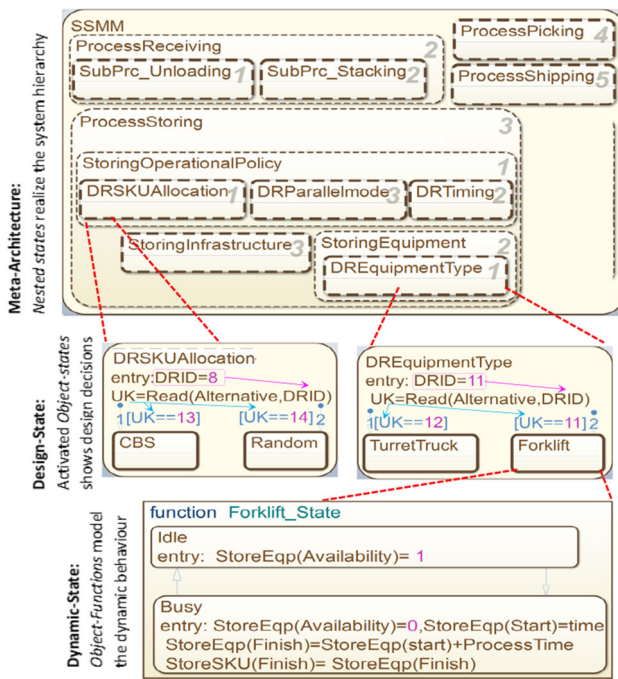 SSMM
ProcessReceiving 2
SubPrc_Unloading 1 SubPrc_Stacking 2
ProcessPicking 4
ProcessShipping 5
ProcessStoring 3
StoringOperationalPolicy 1
DRSKUAllocation 1 DRParallelmode 3 DRTiming 2
StoringInfrastructure 3
StoringEquipment 2
DREquipmentType 1
Meta-Architecture:
Nested states realize the system hierarchy
DRSKUAllocation
entry:DRID=8
UK=Read(Alternative,DRID)
1 [UK==13] [UK==14] 2
CBS Random
DREquipmentType
entry: DRID=11
UK=Read(Alternative,DRID)
1 [UK==12] [UK==11] 2
TurretTruck Forklift
Design-State:
Activated Object-states
shows design decisions
function Forklift_State
Idle
entry: StoreEqp(Availability)= 1
Busy
entry: StoreEqp(Availability)=0,StoreEqp(Start)=time
StoreEqp(Finish)=StoreEqp(start)+ProcessTime
StoreSKU(Finish)= StoreEqp(Finish)
Dynamic-State:
Object-Functions model
the dynamic behaviour